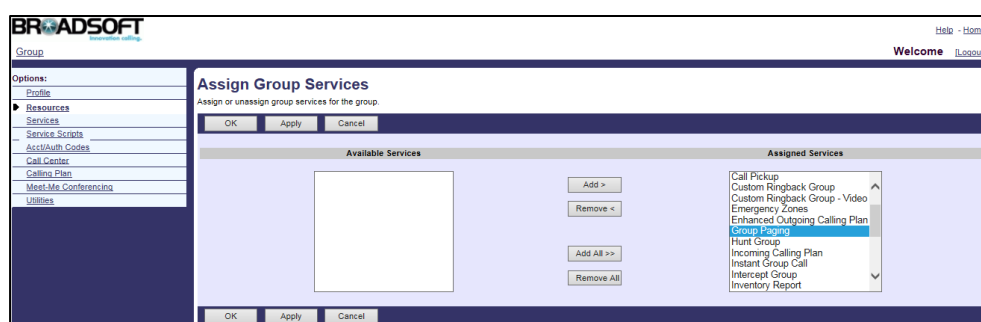 BROADSOFT
innovation calling.
Help - Hom
Group
Welcome [Logou
Options:
Profile
Resources
Services
Service Scripts
Acct/Auth Codes
Call Center
Calling Plan
Meet-Me Conferencing
Utilities
Assign Group Services
Assign or unassign group services for the group.
OK Apply Cancel
Available Services
Assigned Services
Add >
Remove <
Add All >>
Remove All
Call Pickup
Custom Ringback Group
Custom Ringback Group - Video
Emergency Zones
Enhanced Outgoing Calling Plan
Group Paging
Hunt Group
Incoming Calling Plan
Instant Group Call
Intercept Group
Inventory Report
OK Apply Cancel